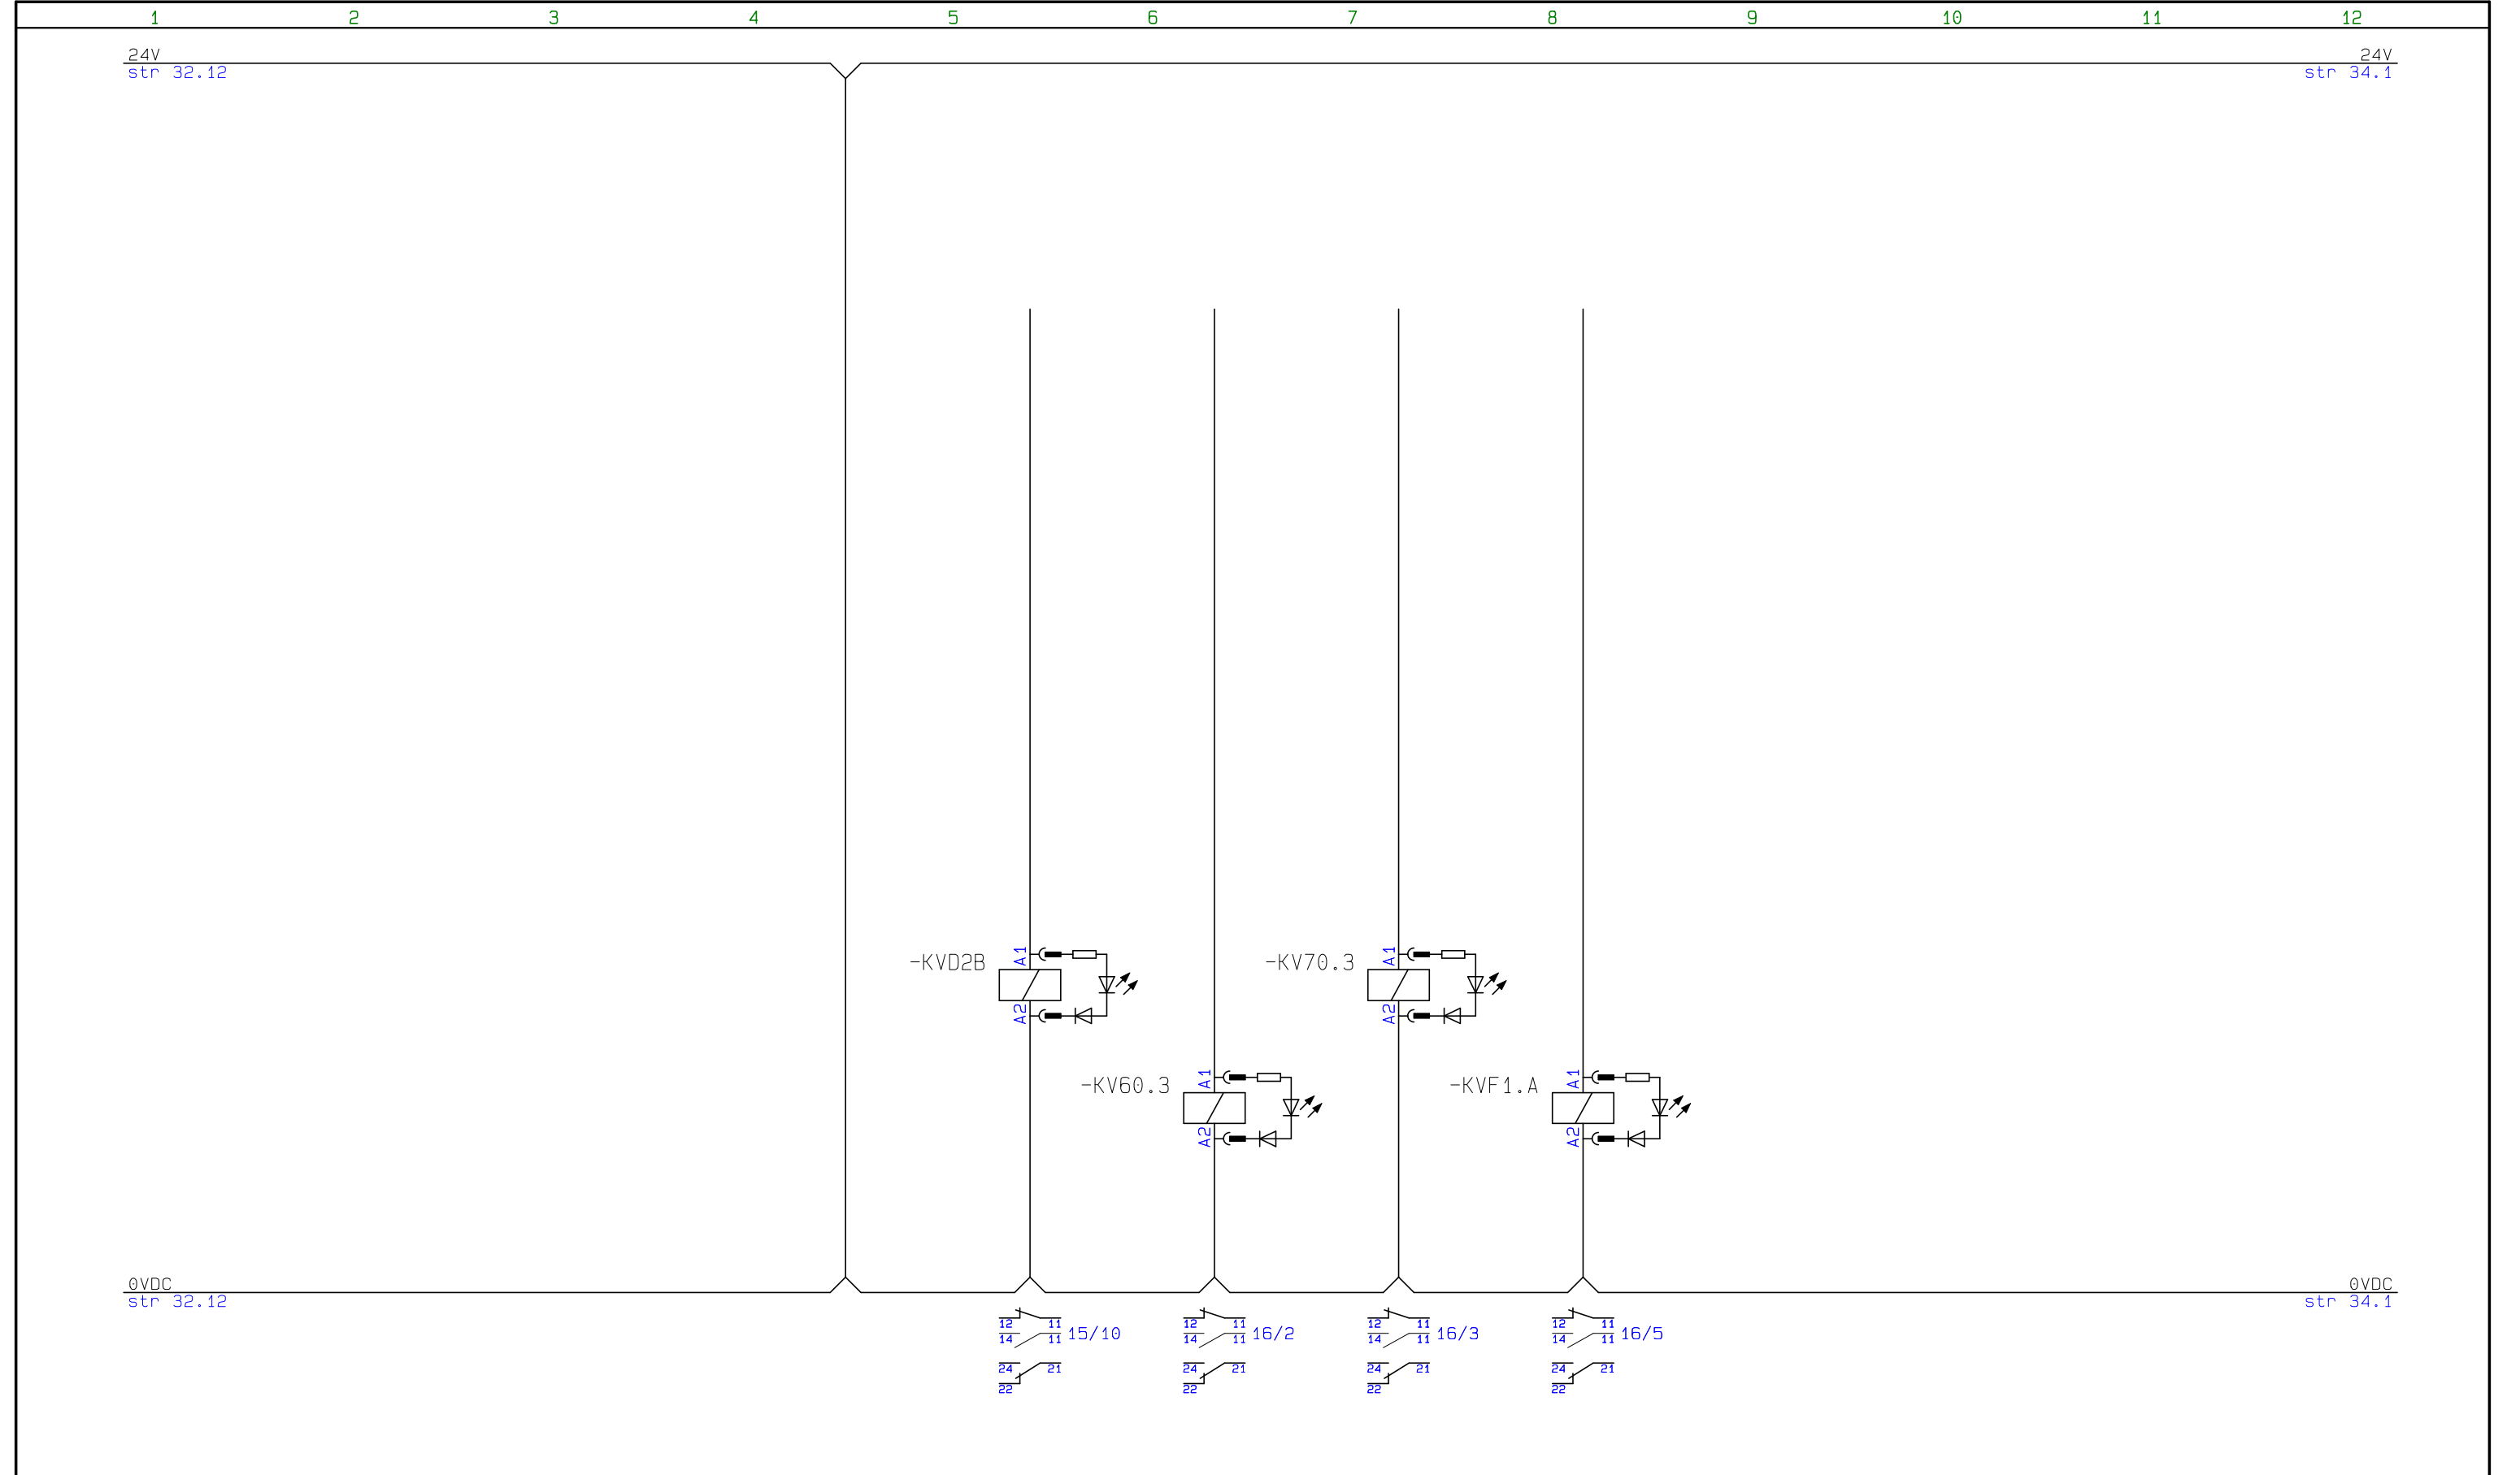 1 2 3 4 5 6 7 8 9 10 11 12
24V 24V
str 32.12 str 34.1
-KVD2B A1 -KV70.3 A1
A2 A2
-KV60.3 A1 -KVF1.A A1
A2 A2
0VDC 0VDC
str 32.12 str 34.1
12 11 12 11 12 11 12 11
15/10 16/2 16/3 16/5
14 11 14 11 14 11 14 11
24 21 24 21 24 21 24 21
22 22 22 22